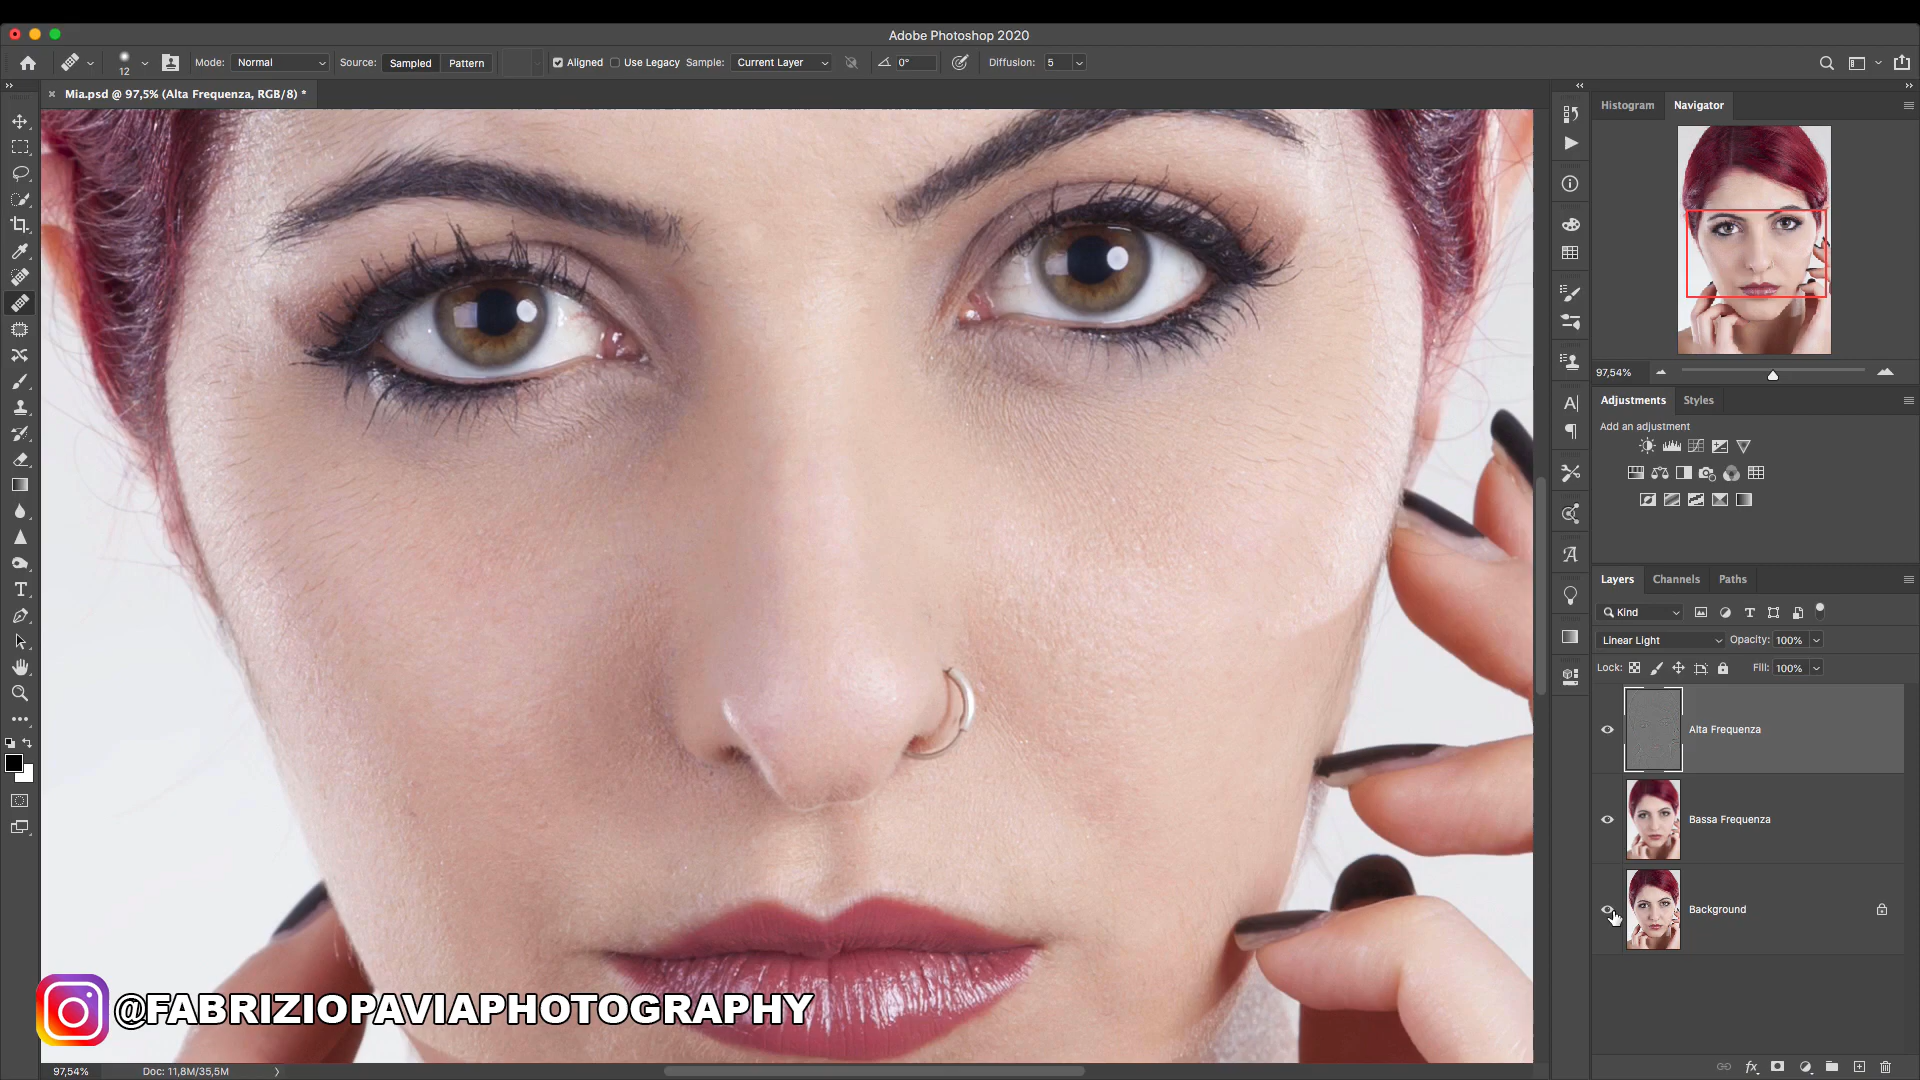 Adobe Photoshop 2020
12
Mode: Normal
Source: Sampled Pattern
Aligned
Use Legacy
Sample: Current Layer
0°
Diffusion: 5
× Mia.psd @ 97,5% (Alta Frequenza, RGB/8) *
Histogram Navigator
97,54%
Adjustments Styles
Add an adjustment
Layers Channels Paths
Kind
Linear Light
Opacity: 100%
Lock:
Fill: 100%
Alta Frequenza
Bassa Frequenza
Background
@FABRIZIOPAVIAPHOTOGRAPHY
97,54%
Doc: 11,8M/35,5M
fx